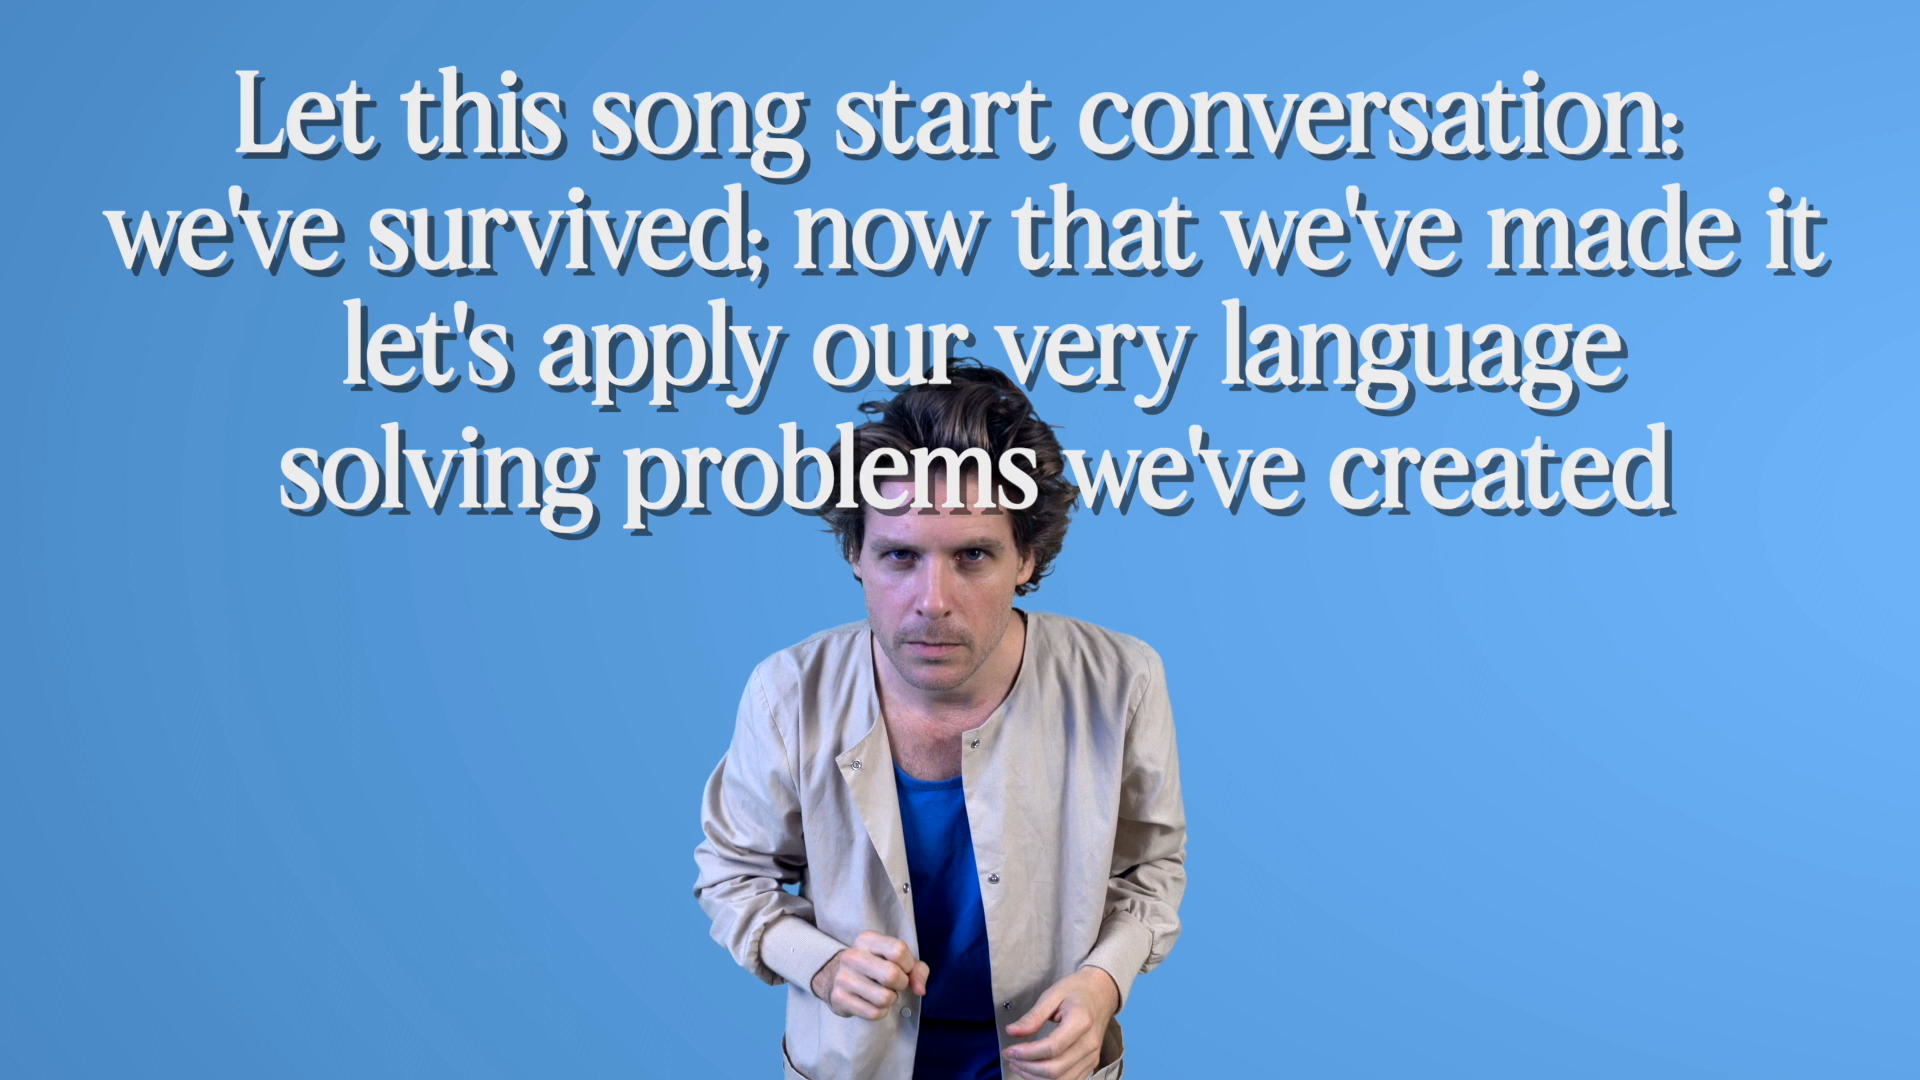 Let this song start conversation:
we've survived; now that we've made it
let's apply our very language
solving problems we've created